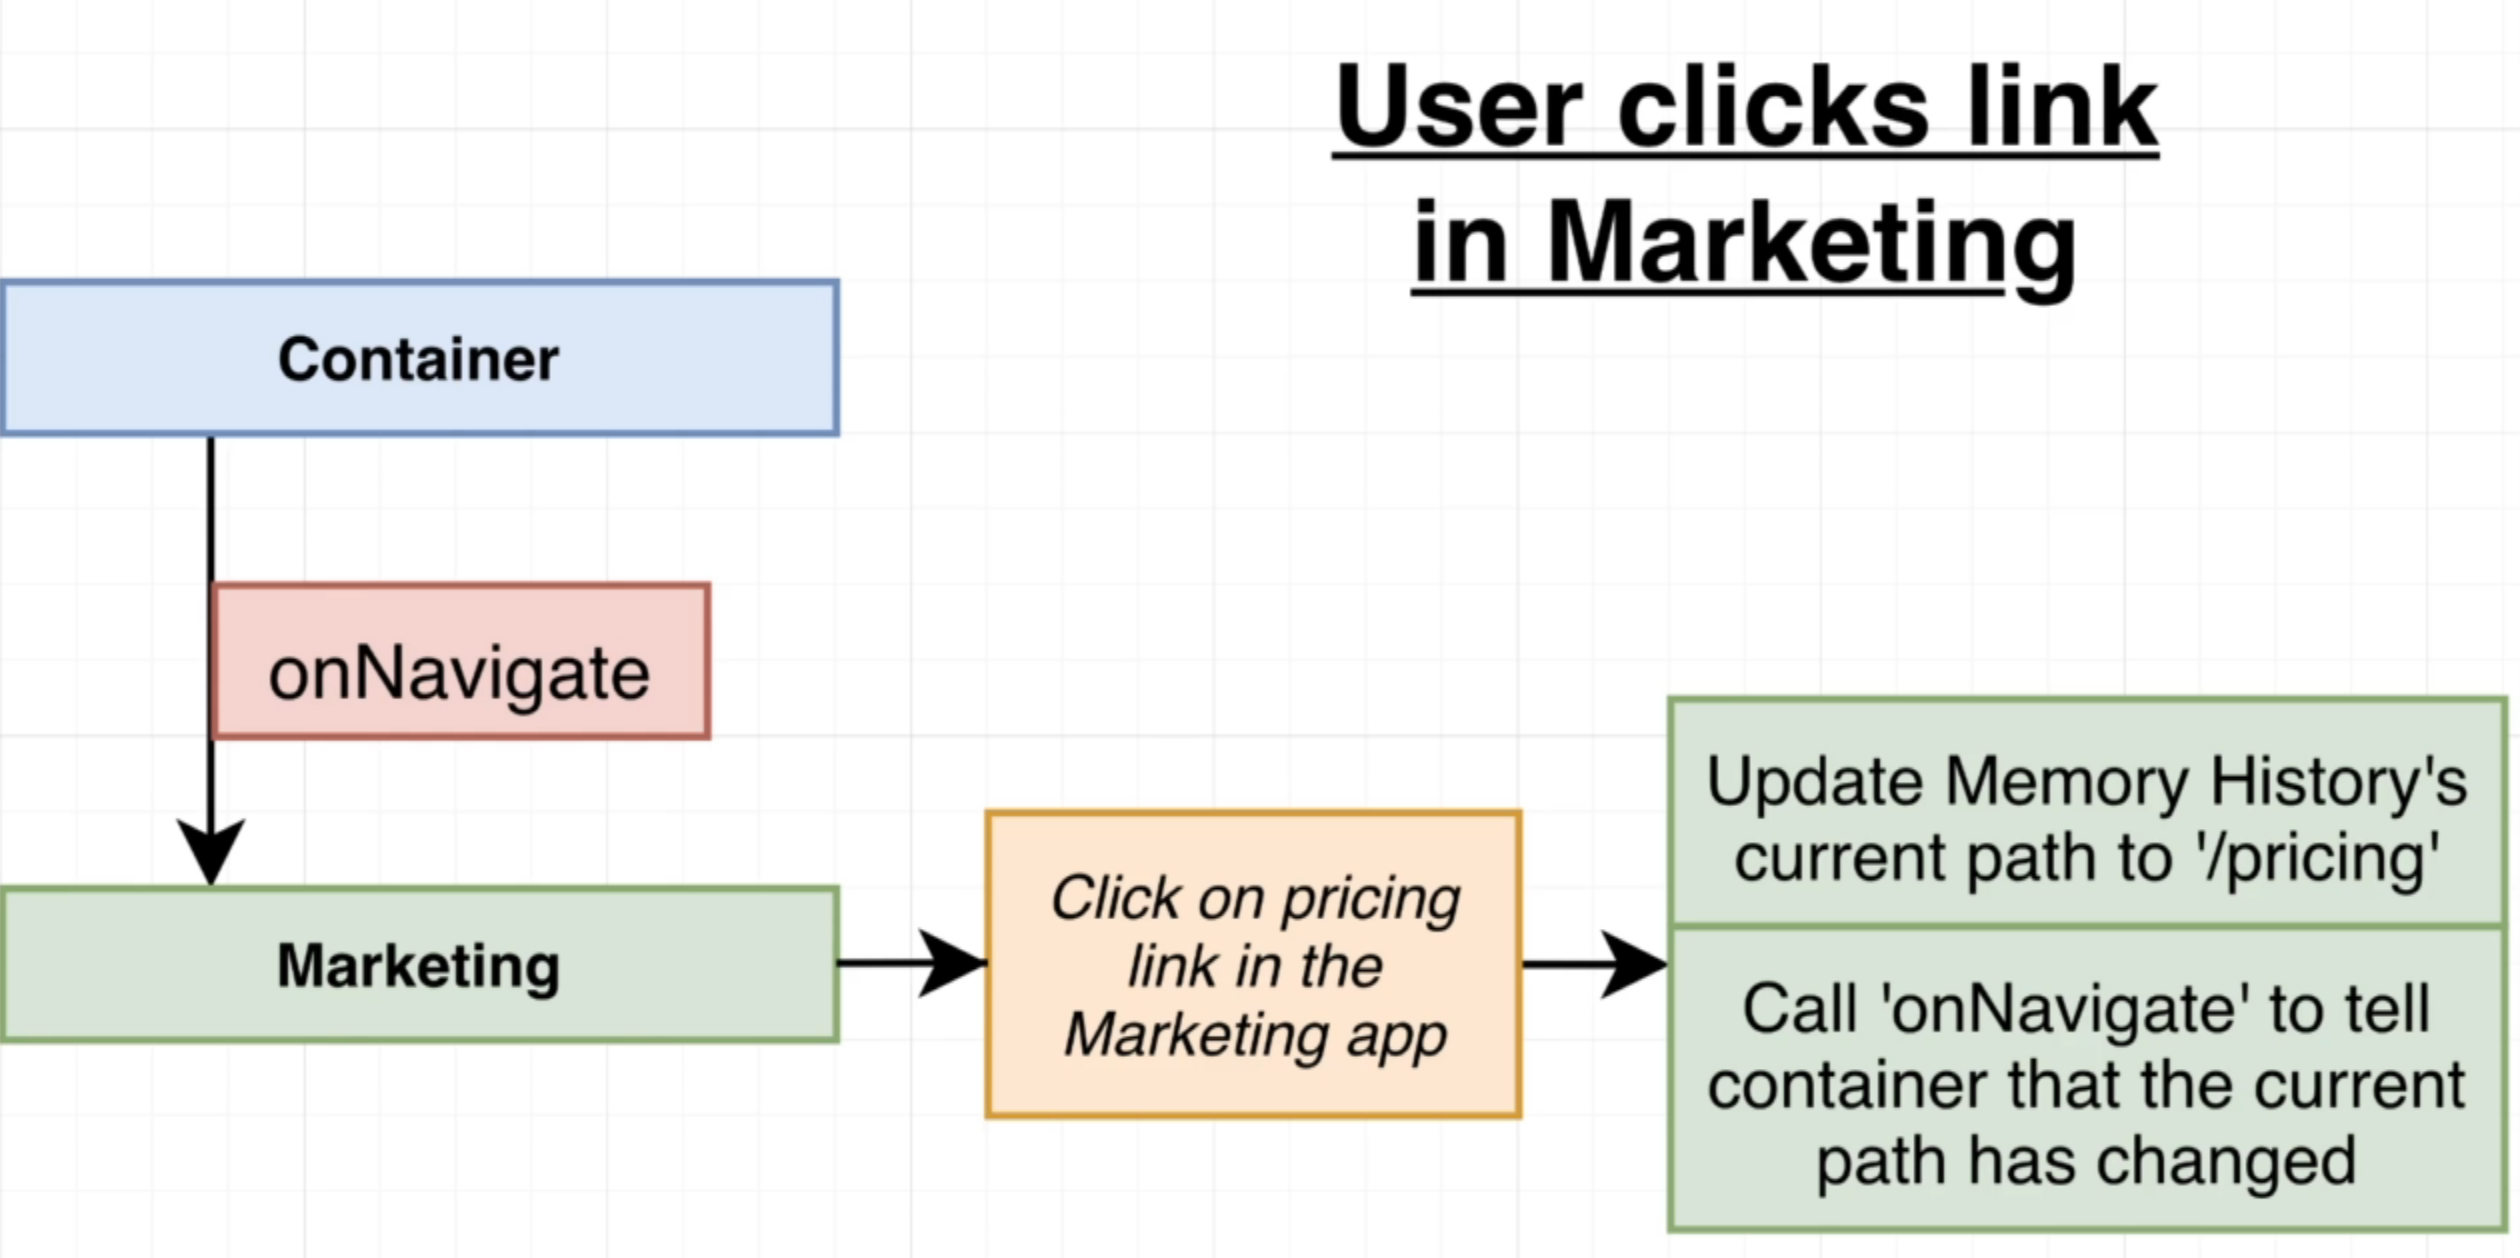 User clicks link
in Marketing
Container
onNavigate
Marketing
Click on pricing
link in the
Marketing app
Update Memory History's
current path to '/pricing'
Call 'onNavigate' to tell
container that the current
path has changed